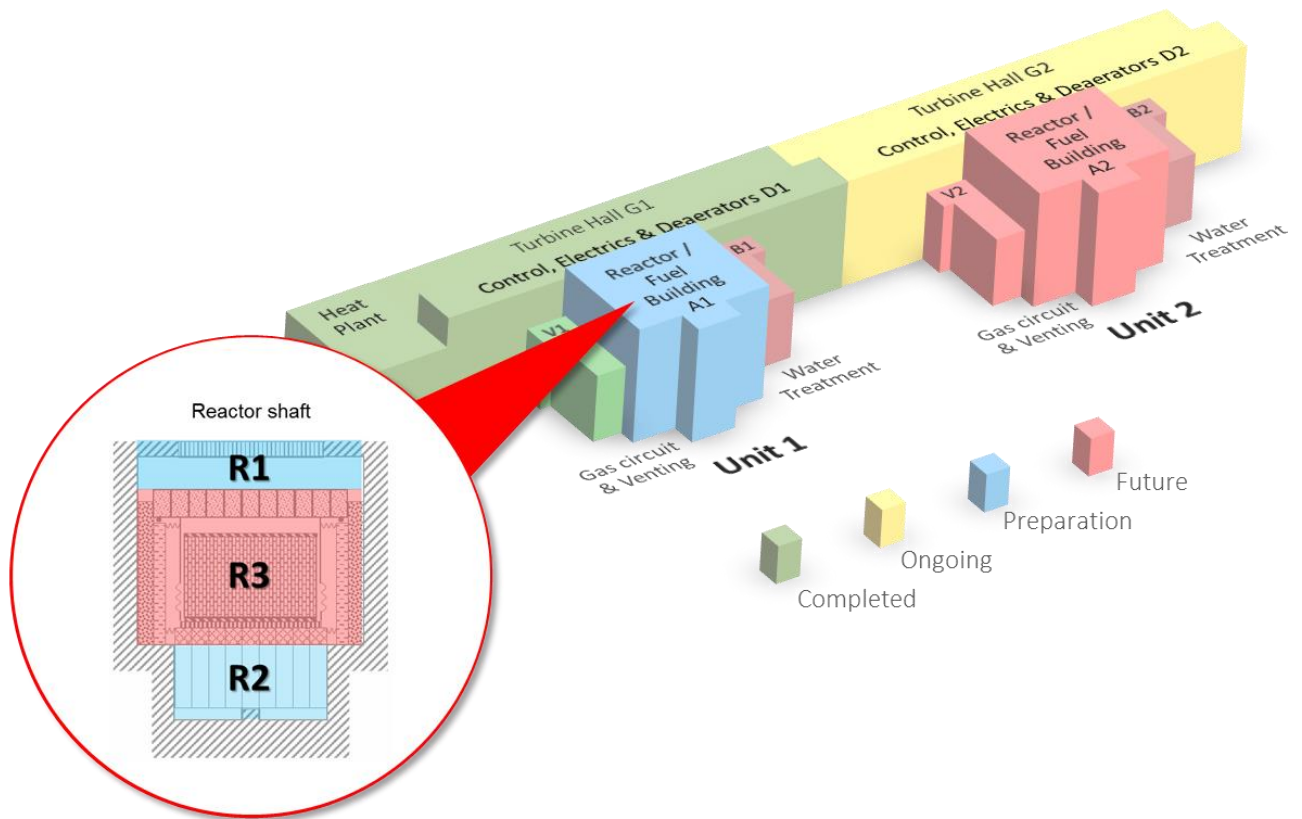 Turbine Hall G2
Control, Electrics & Deaerators D2
Reactor /
Fuel
Building
A2
B2
V2
Water
Treatment
Gas circuit
& Venting
Unit 2
Turbine Hall G1
Control, Electrics & Deaerators D1
Heat
Plant
Reactor /
Fuel
Building
A1
B1
V1
Water
Treatment
Gas circuit
& Venting
Unit 1
Reactor shaft
R1
R3
R2
Future
Preparation
Ongoing
Completed